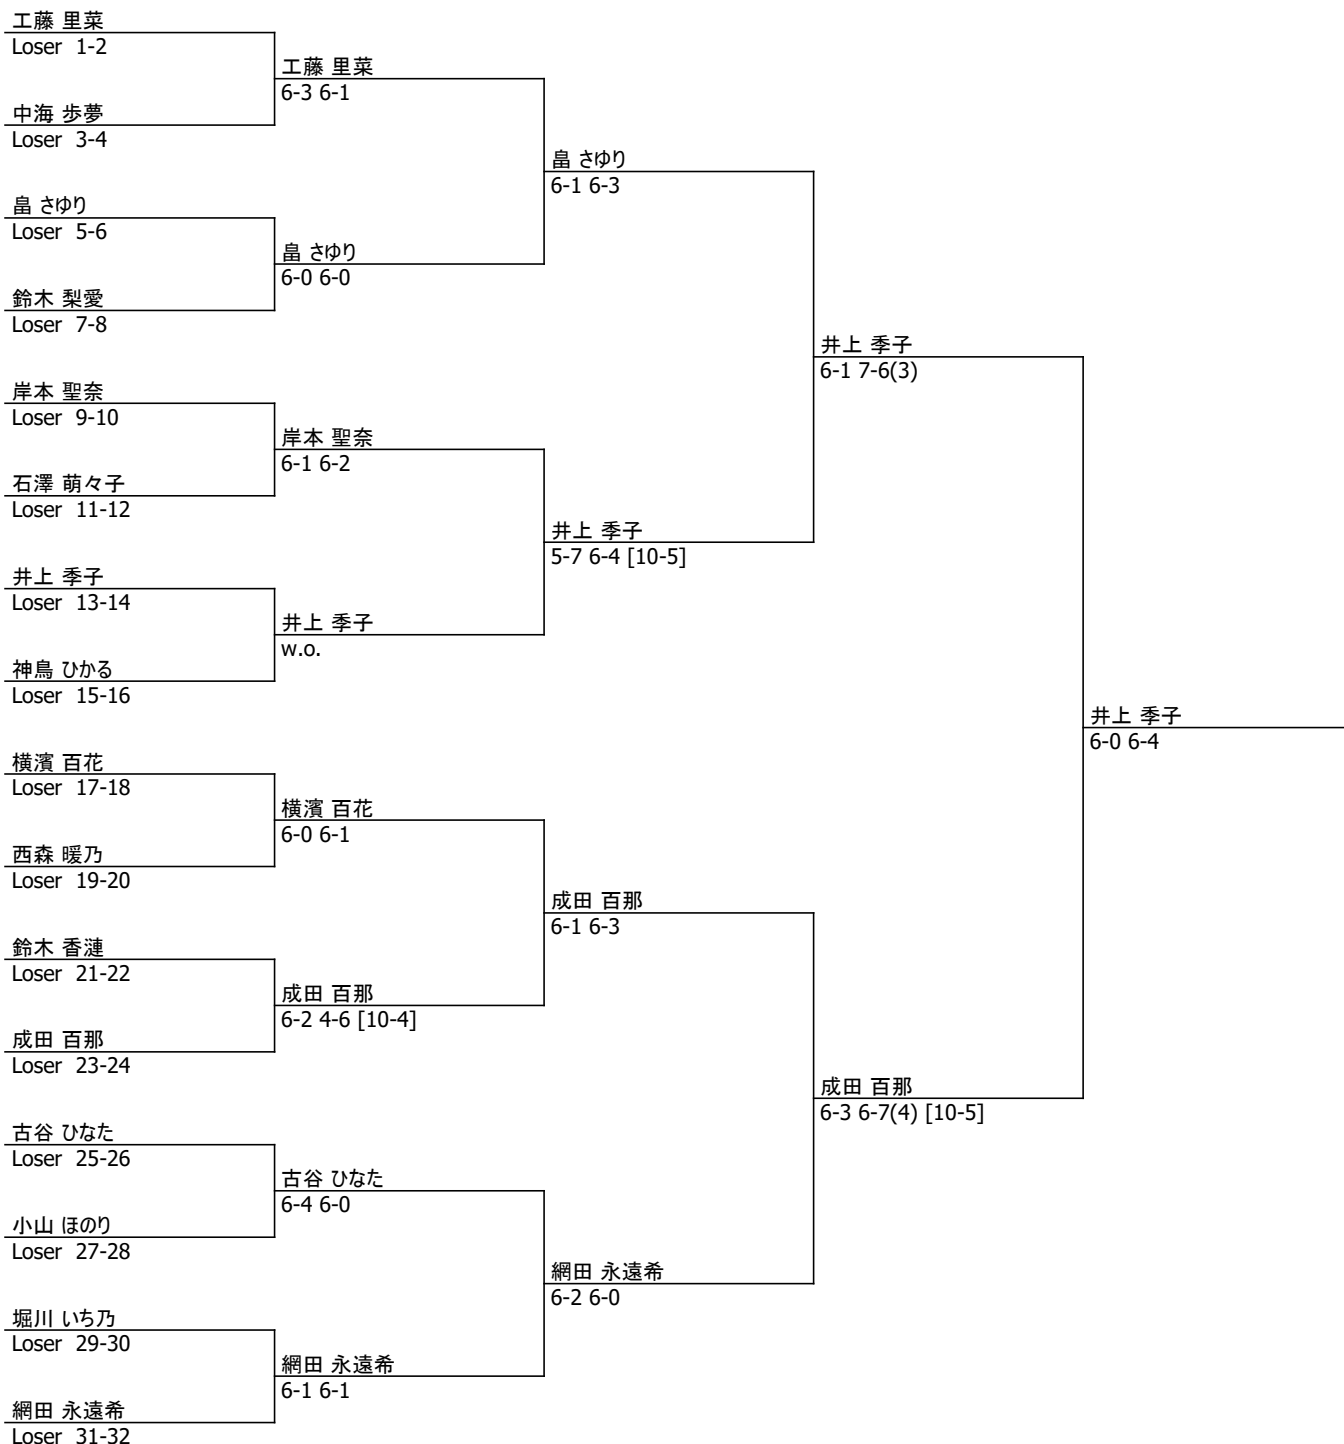 工藤 里菜
Loser 1-2
工藤 里菜
6-3 6-1
中海 歩夢
Loser 3-4
畠 さゆり
6-1 6-3
畠 さゆり
Loser 5-6
畠 さゆり
6-0 6-0
鈴木 梨愛
Loser 7-8
井上 季子
6-1 7-6(3)
岸本 聖奈
Loser 9-10
岸本 聖奈
6-1 6-2
石澤 萌々子
Loser 11-12
井上 季子
5-7 6-4 [10-5]
井上 季子
Loser 13-14
井上 季子
w.o.
神鳥 ひかる
Loser 15-16
井上 季子
6-0 6-4
横濱 百花
Loser 17-18
横濱 百花
6-0 6-1
西森 暖乃
Loser 19-20
成田 百那
6-1 6-3
鈴木 香漣
Loser 21-22
成田 百那
6-2 4-6 [10-4]
成田 百那
Loser 23-24
成田 百那
6-3 6-7(4) [10-5]
古谷 ひなた
Loser 25-26
古谷 ひなた
6-4 6-0
小山 ほのり
Loser 27-28
網田 永遠希
6-2 6-0
堀川 いち乃
Loser 29-30
網田 永遠希
6-1 6-1
網田 永遠希
Loser 31-32